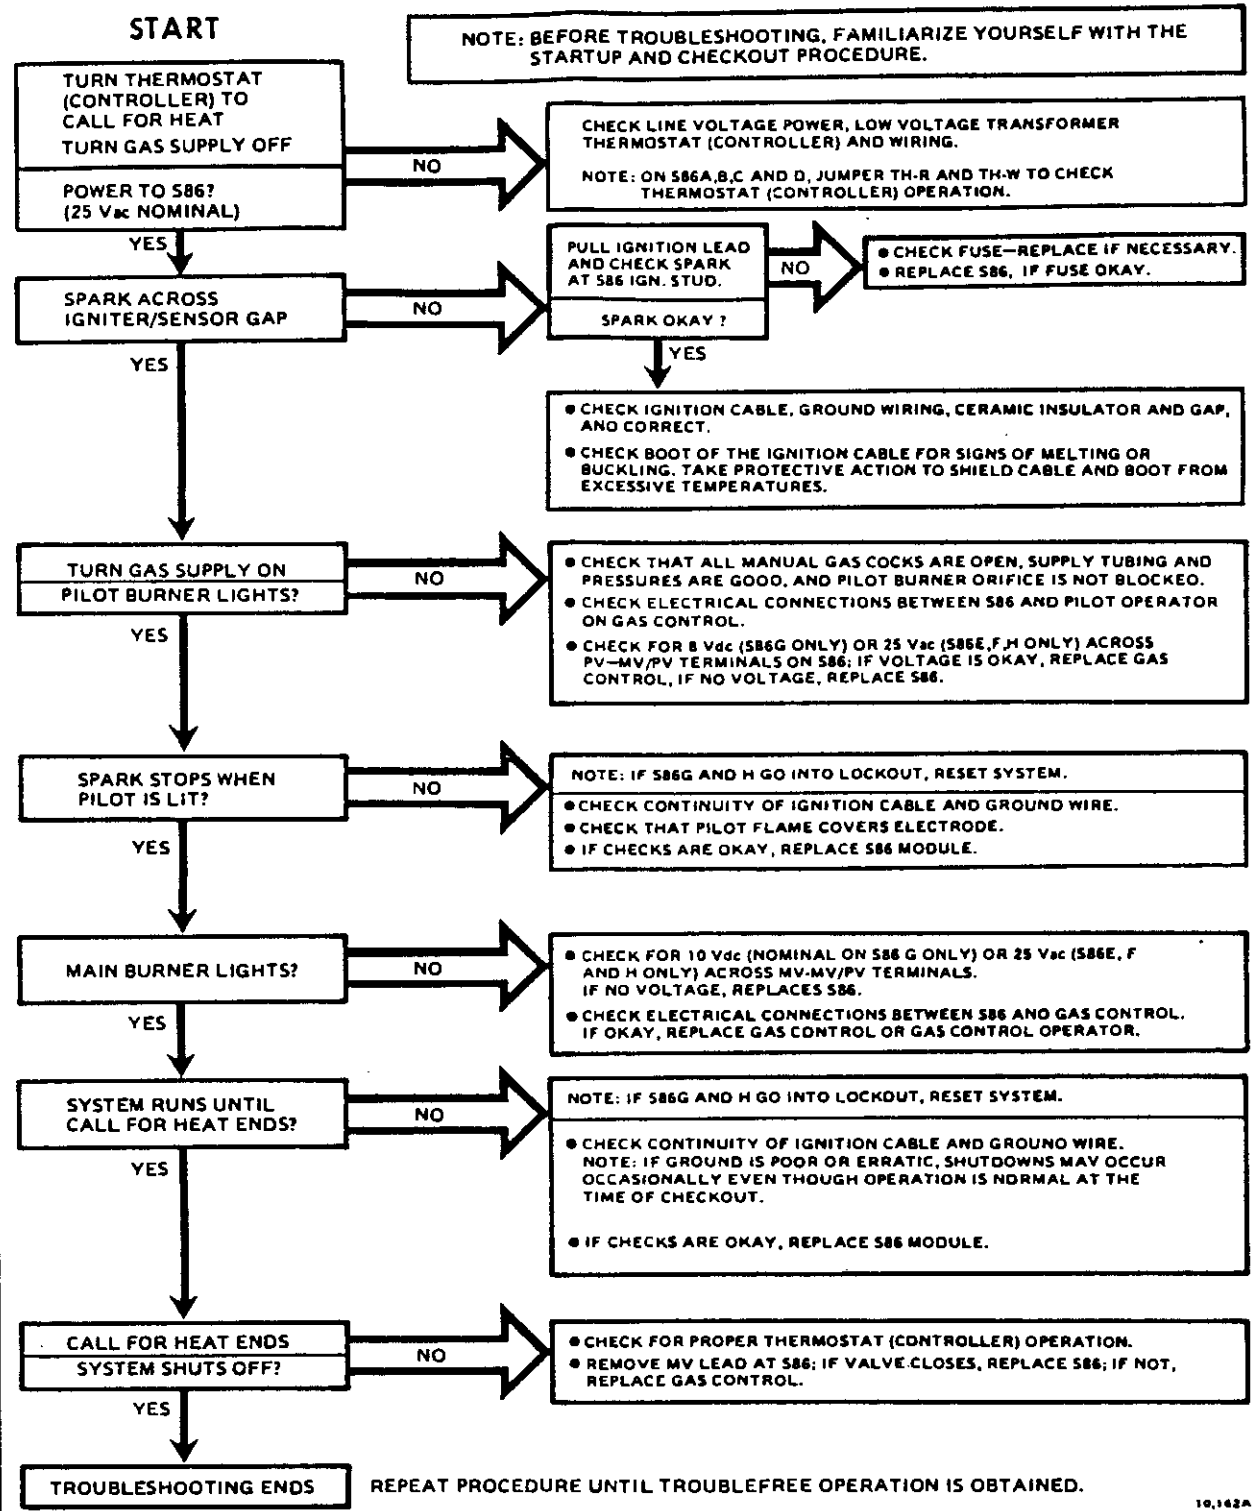 START
NOTE: BEFORE TROUBLESHOOTING, FAMILIARIZE YOURSELF WITH THE
STARTUP AND CHECKOUT PROCEDURE.
TURN THERMOSTAT
(CONTROLLER) TO
CALL FOR HEAT
TURN GAS SUPPLY OFF
POWER TO S86?
(25 Vac NOMINAL)
NO
CHECK LINE VOLTAGE POWER, LOW VOLTAGE TRANSFORMER
THERMOSTAT (CONTROLLER) AND WIRING.
NOTE: ON S86A,B,C AND D, JUMPER TH-R AND TH-W TO CHECK
THERMOSTAT (CONTROLLER) OPERATION.
YES
SPARK ACROSS
IGNITER/SENSOR GAP
NO
PULL IGNITION LEAD
AND CHECK SPARK
AT S86 IGN. STUD.
SPARK OKAY ?
NO
● CHECK FUSE—REPLACE IF NECESSARY.
● REPLACE S86, IF FUSE OKAY.
YES
YES
● CHECK IGNITION CABLE, GROUND WIRING, CERAMIC INSULATOR AND GAP,
AND CORRECT.
● CHECK BOOT OF THE IGNITION CABLE FOR SIGNS OF MELTING OR
BUCKLING. TAKE PROTECTIVE ACTION TO SHIELD CABLE AND BOOT FROM
EXCESSIVE TEMPERATURES.
TURN GAS SUPPLY ON
PILOT BURNER LIGHTS?
NO
● CHECK THAT ALL MANUAL GAS COCKS ARE OPEN, SUPPLY TUBING AND
PRESSURES ARE GOOD, AND PILOT BURNER ORIFICE IS NOT BLOCKED.
● CHECK ELECTRICAL CONNECTIONS BETWEEN S86 AND PILOT OPERATOR
ON GAS CONTROL.
● CHECK FOR 8 Vdc (S86G ONLY) OR 25 Vac (S86E,F,H ONLY) ACROSS
PV—MV/PV TERMINALS ON S86; IF VOLTAGE IS OKAY, REPLACE GAS
CONTROL, IF NO VOLTAGE, REPLACE S86.
YES
SPARK STOPS WHEN
PILOT IS LIT?
NO
NOTE: IF S86G AND H GO INTO LOCKOUT, RESET SYSTEM.
● CHECK CONTINUITY OF IGNITION CABLE AND GROUND WIRE.
● CHECK THAT PILOT FLAME COVERS ELECTRODE.
● IF CHECKS ARE OKAY, REPLACE S86 MODULE.
YES
MAIN BURNER LIGHTS?
NO
● CHECK FOR 10 Vdc (NOMINAL ON S86 G ONLY) OR 25 Vac (S86E, F
AND H ONLY) ACROSS MV-MV/PV TERMINALS.
IF NO VOLTAGE, REPLACES S86.
● CHECK ELECTRICAL CONNECTIONS BETWEEN S86 AND GAS CONTROL.
IF OKAY, REPLACE GAS CONTROL OR GAS CONTROL OPERATOR.
YES
SYSTEM RUNS UNTIL
CALL FOR HEAT ENDS?
NO
NOTE: IF S86G AND H GO INTO LOCKOUT, RESET SYSTEM.
● CHECK CONTINUITY OF IGNITION CABLE AND GROUND WIRE.
NOTE: IF GROUND IS POOR OR ERRATIC, SHUTDOWNS MAY OCCUR
OCCASIONALLY EVEN THOUGH OPERATION IS NORMAL AT THE
TIME OF CHECKOUT.
● IF CHECKS ARE OKAY, REPLACE S86 MODULE.
YES
CALL FOR HEAT ENDS
SYSTEM SHUTS OFF?
NO
● CHECK FOR PROPER THERMOSTAT (CONTROLLER) OPERATION.
● REMOVE MV LEAD AT S86; IF VALVE CLOSES, REPLACE S86; IF NOT,
REPLACE GAS CONTROL.
YES
TROUBLESHOOTING ENDS
REPEAT PROCEDURE UNTIL TROUBLEFREE OPERATION IS OBTAINED.
10,162A